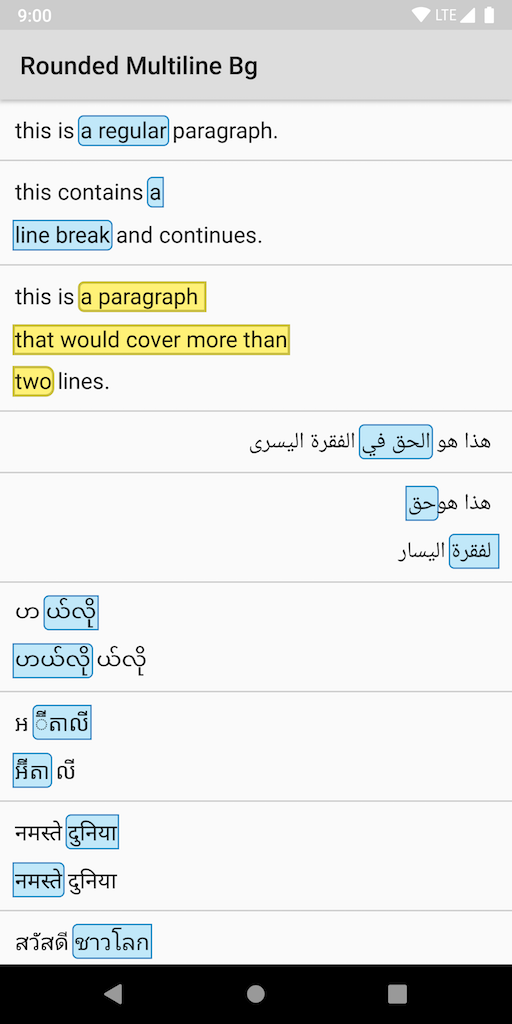 9:00 LTE
Rounded Multiline Bg
this is a regular paragraph.
this contains a
line break and continues.
this is a paragraph
that would cover more than
two lines.
هذا هو الحق في الفقرة اليسرى
هذا هوحق
لفقرة اليسار
ဟ ယ်လို
ဟယ်လို ယ်လို
អ ៊ីតាលី
អ៊ីតា លី
नमस्ते दुनिया
नमस्ते दुनिया
สวัสดี ชาวโลก